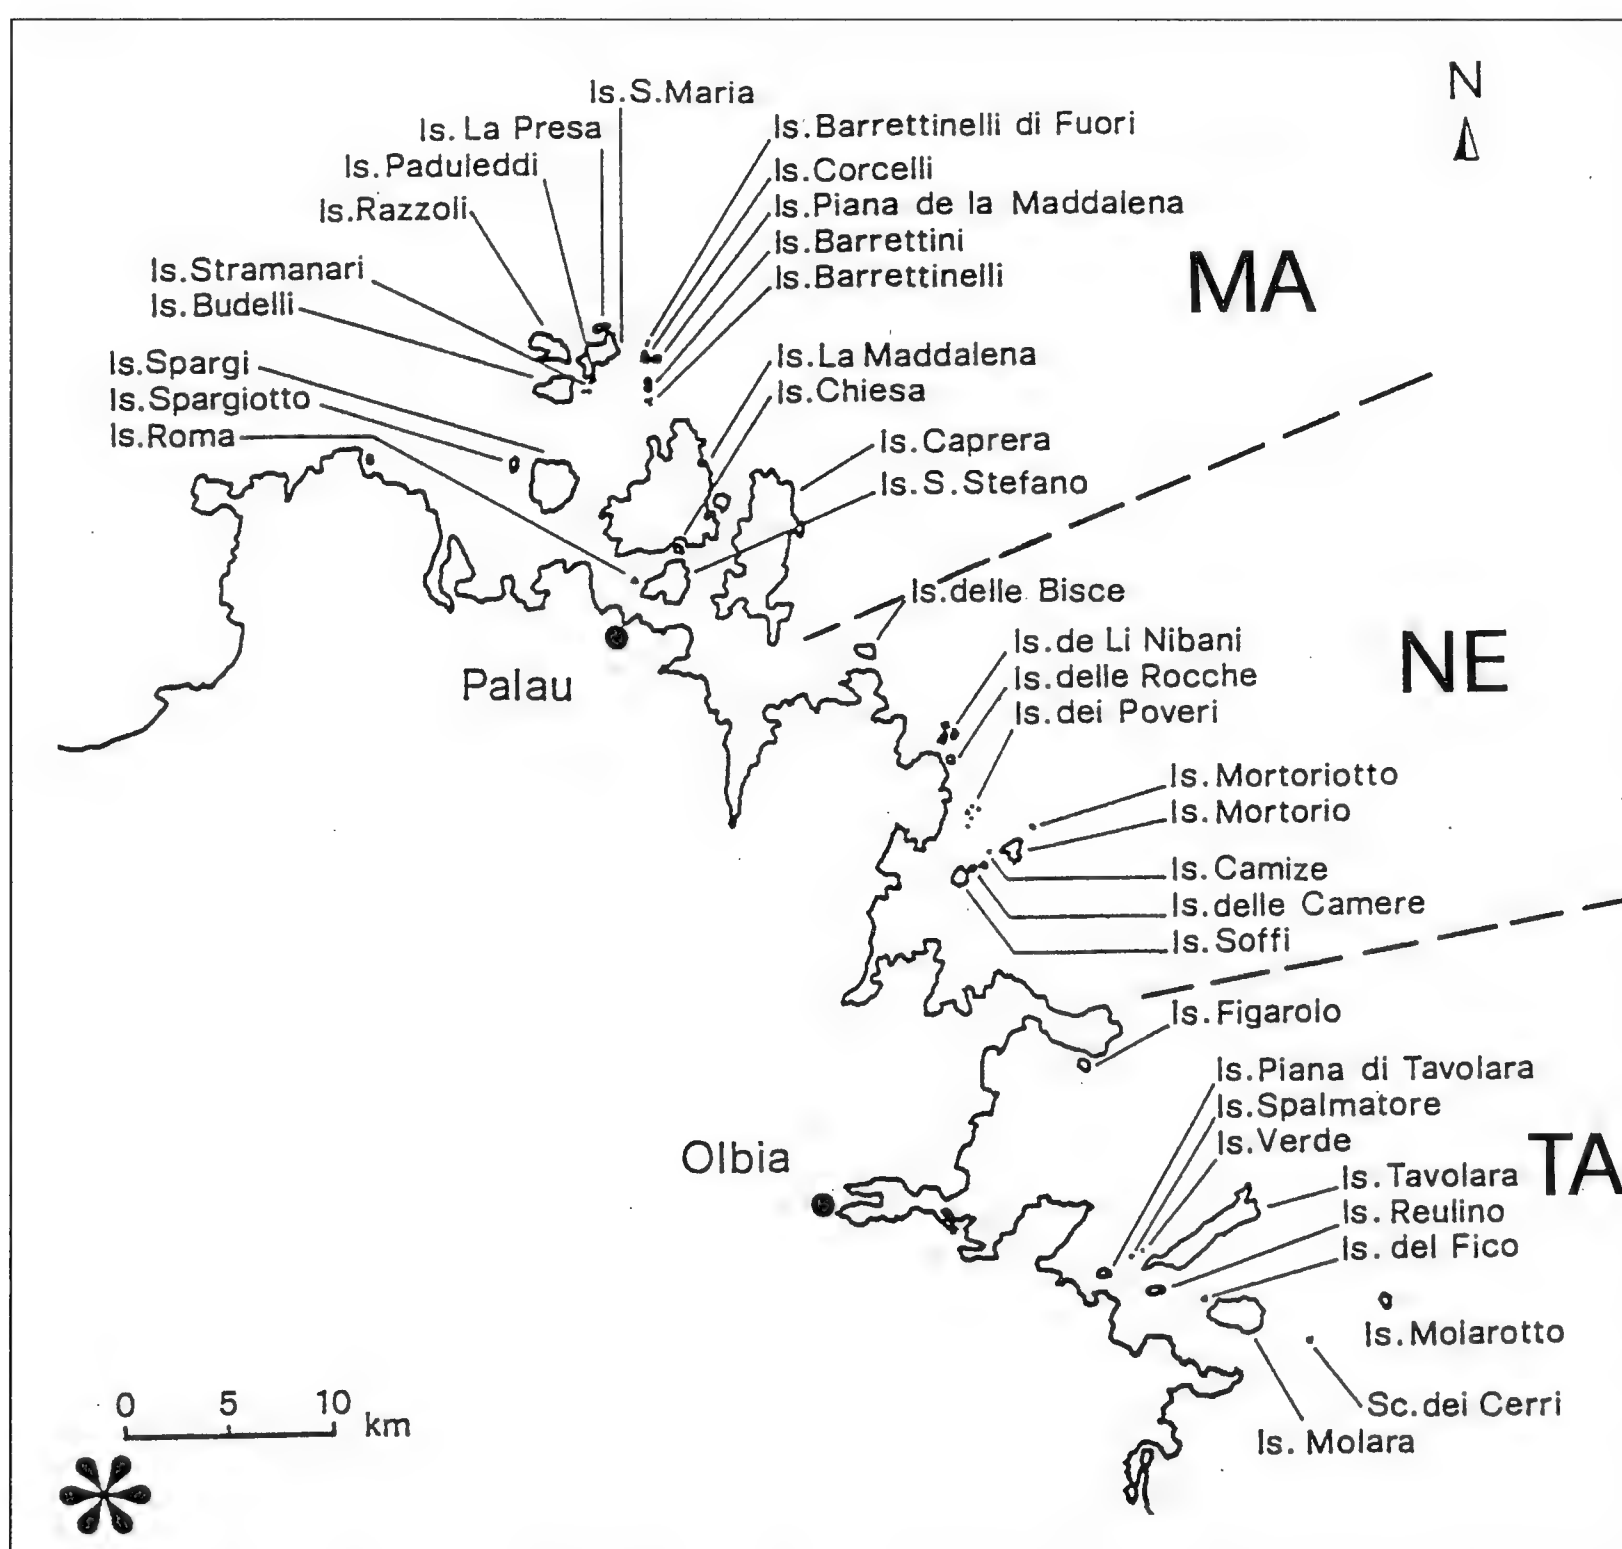 N
Is.S.Maria
Is. La Presa
Is.Paduleddi
Is.Razzoli
Is.Stramanari
Is.Budelli
Is.Spargi
Is.Spargiotto
Is.Roma
Is.Barrettinelli di Fuori
Is.Corcelli
Is.Piana de la Maddalena
Is.Barrettini
Is.Barrettinelli
MA
Is.La Maddalena
Is.Chiesa
Is.Caprera
Is.S.Stefano
Is.delle Bisce
Palau
Is.de Li Nibani
Is.delle Rocche
Is.dei Poveri
NE
Is.Mortoriotto
Is.Mortorio
Is.Camize
Is.delle Camere
Is.Soffi
Is.Figarolo
Is.Piana di Tavolara
Is.Spalmatore
Is.Verde
Olbia
TA
Is.Tavolara
Is. Reulino
Is. del Fico
Is.Molarotto
Sc.dei Cerri
Is. Molara
0 5 10 km